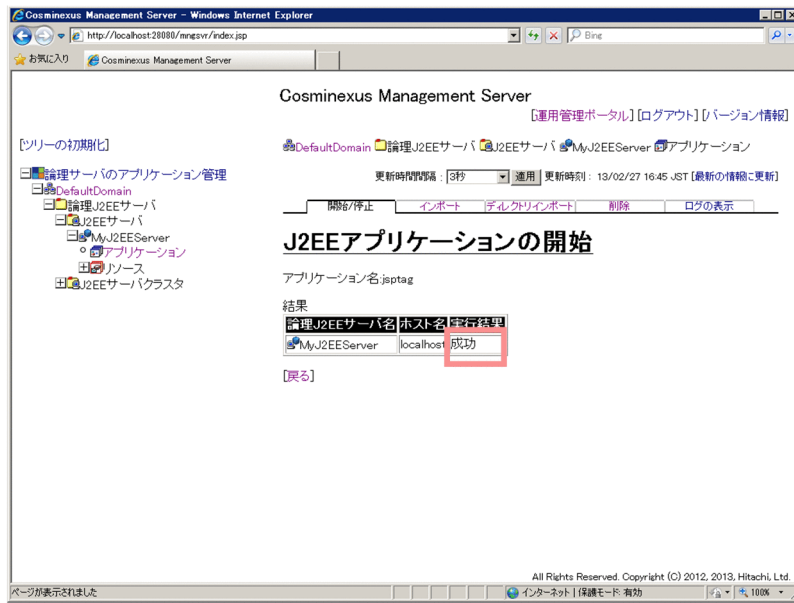 Cosminexus Management Server - Windows Internet Explorer
http://localhost:28080/mngsvr/index.jsp
Bing
お気に入り
Cosminexus Management Server
Cosminexus Management Server
[運用管理ポータル] [ログアウト] [バージョン情報]
[ツリーの初期化]
DefaultDomain 論理J2EEサーバ J2EEサーバ MyJ2EEServer アプリケーション
論理サーバのアプリケーション管理
DefaultDomain
論理J2EEサーバ
J2EEサーバ
MyJ2EEServer
アプリケーション
リソース
J2EEサーバクラスタ
更新時間間隔 : 3秒 適用 更新時刻 : 13/02/27 16:45 JST [最新の情報に更新]
開始/停止 インポート ディレクトリインポート 削除 ログの表示
J2EEアプリケーションの開始
アプリケーション名:jsptag
結果
論理J2EEサーバ名 ホスト名 実行結果
MyJ2EEServer localhost 成功
[戻る]
All Rights Reserved. Copyright (C) 2012, 2013, Hitachi, Ltd.
ページが表示されました
インターネット | 保護モード: 有効
100%